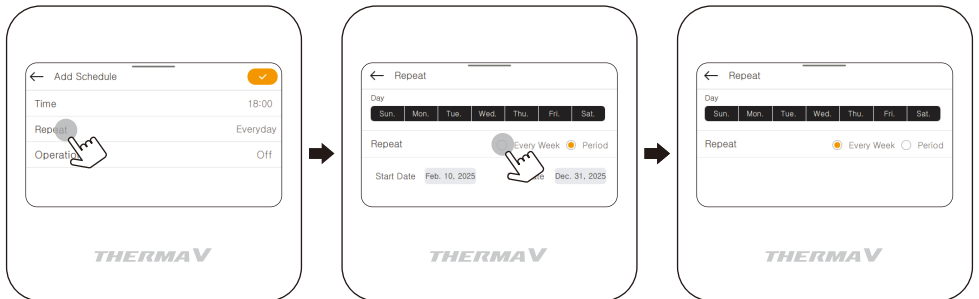 Add Schedule
Time 18:00
Repeat Everyday
Off
THERMA V
Repeat
Day
Sun. Mon. Tue. Wed. Thu. Fri. Sat.
Repeat Every Week Period
Start Date Feb. 10, 2025 Dec. 31, 2025
THERMA V
Repeat
Day
Sun. Mon. Tue. Wed. Thu. Fri. Sat.
Repeat Every Week Period
THERMA V